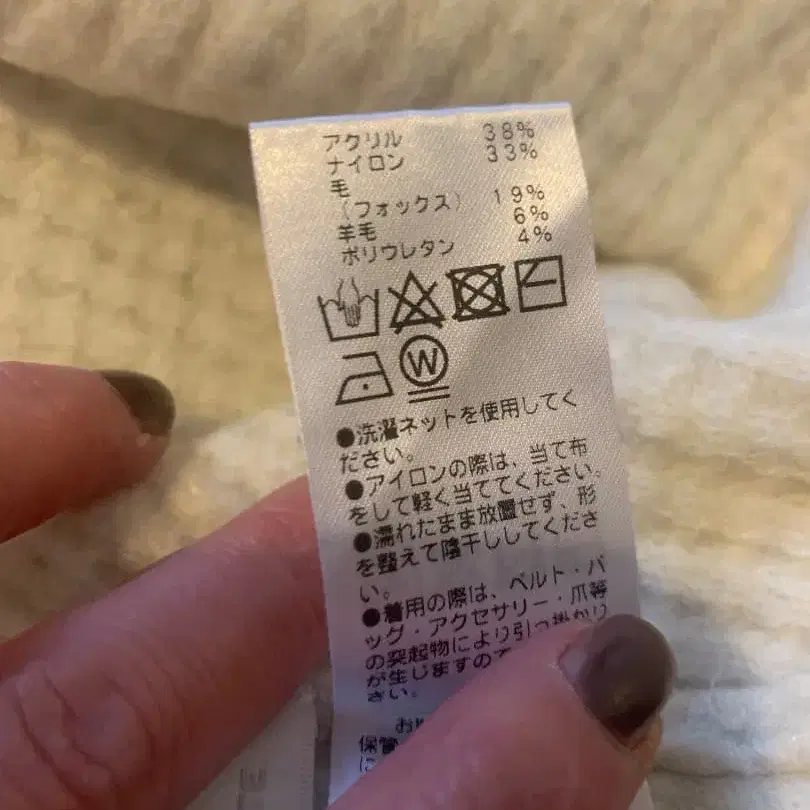 アクリル 38%
ナイロン 33%
毛
(フォックス) 19%
羊毛 6%
ポリウレタン 4%
W
●洗濯ネットを使用してく
ださい。
●アイロンの際は、当て布
をして軽く当ててください。
●濡れたまま放置せず、形
を整えて陰干ししてくださ
い。
●着用の際は、ベルト・バ
ッグ・アクセサリー・爪等
の突起物により引っ掛かり
が生じますので
さい。
保管
に